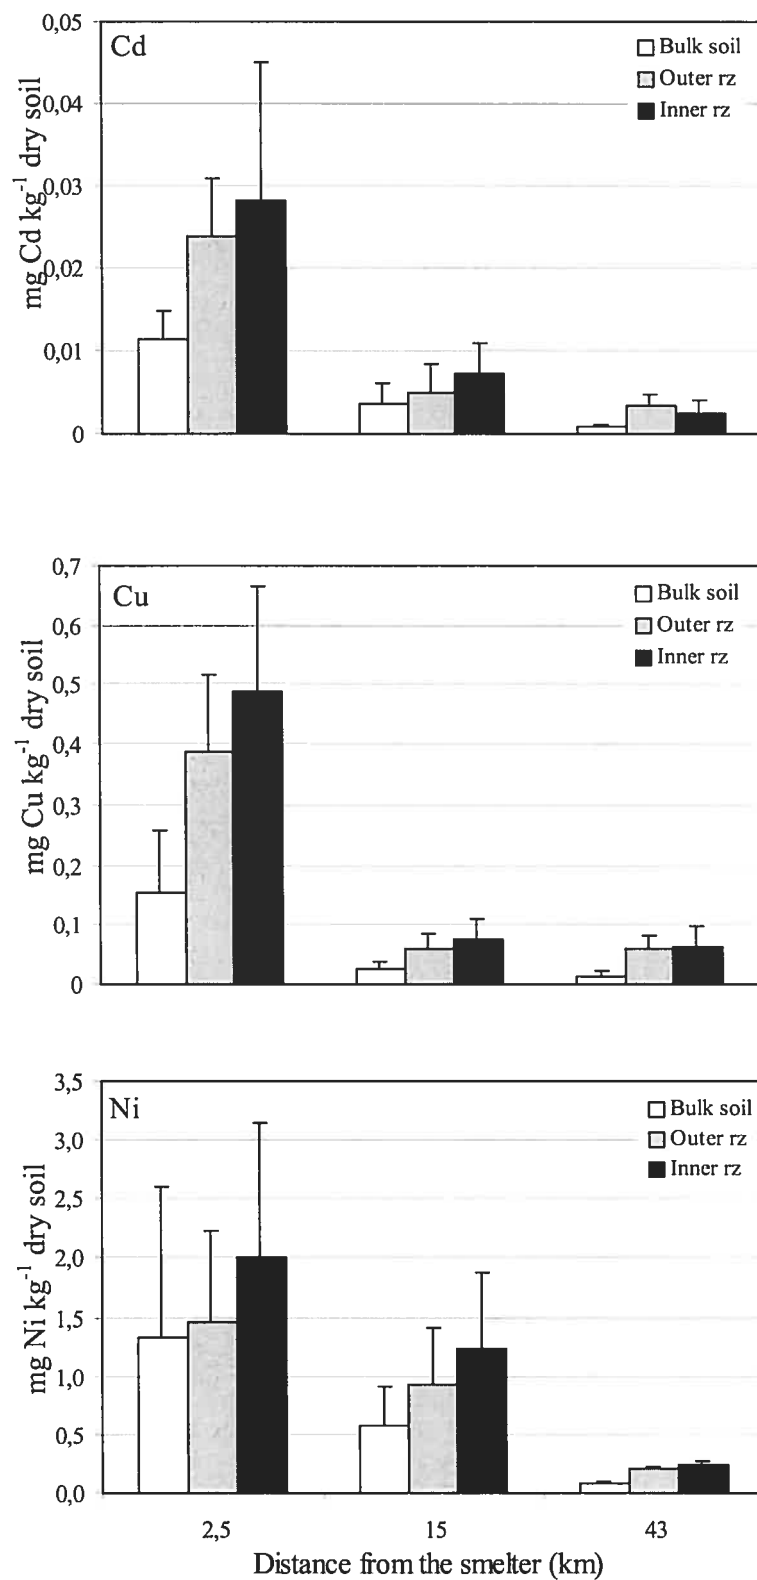 Cd
Bulk soil
Outer rz
Inner rz
mg Cd kg⁻¹ dry soil
0,05
0,04
0,03
0,02
0,01
0
Cu
Bulk soil
Outer rz
Inner rz
mg Cu kg⁻¹ dry soil
0,7
0,6
0,5
0,4
0,3
0,2
0,1
0
Ni
Bulk soil
Outer rz
Inner rz
mg Ni kg⁻¹ dry soil
3,5
3,0
2,5
2,0
1,5
1,0
0,5
0,0
2,5 15 43
Distance from the smelter (km)